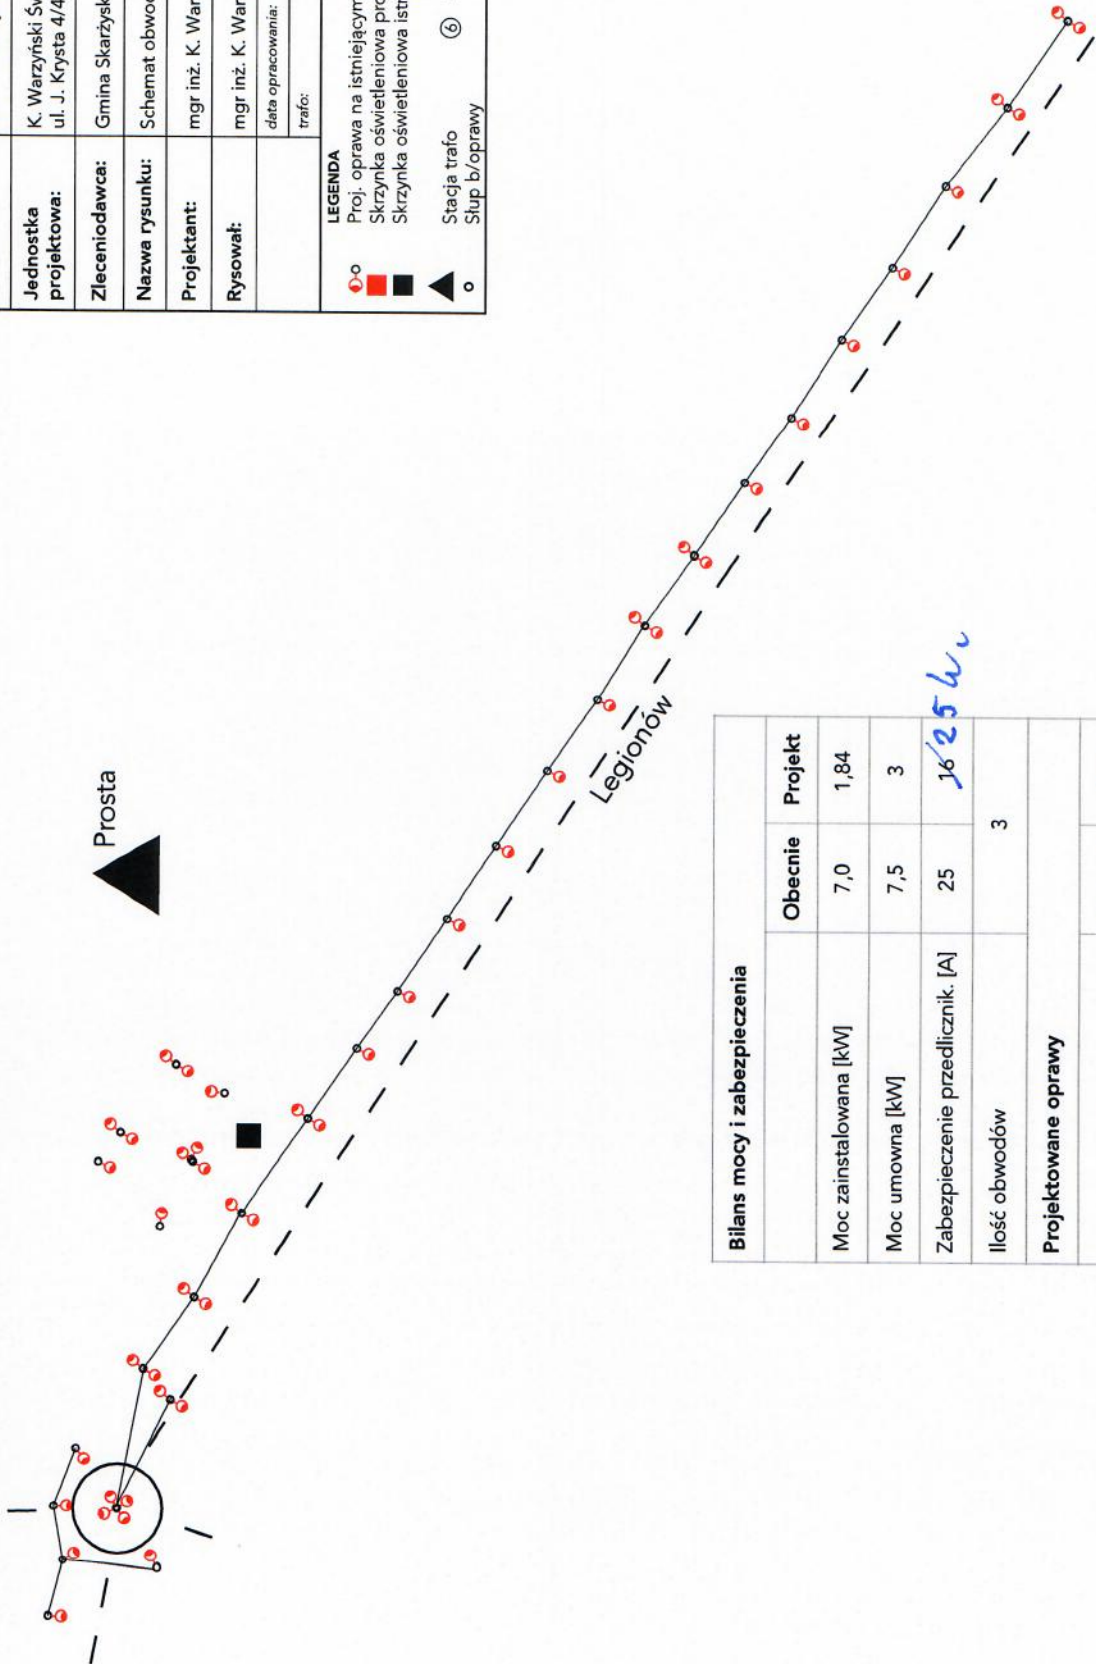 Jednostka projektowa: K. Warzyński Św
ul. J. Krysta 4/4
Zleceniodawca: Gmina Skarżysk
Nazwa rysunku: Schemat obwoc
Projektant: mgr inż. K. War
Rysował: mgr inż. K. War
data opracowania:
trafo:
LEGENDA
Proj. oprawa na istniejącym
Skrzynka oświetleniowa pro
Skrzynka oświetleniowa istr
Stacja trafo 6
Słup b/oprawy
Prosta
Legionów
Bilans mocy i zabezpieczenia
Obecnie Projekt
Moc zainstalowana [kW] 7,0 1,84
Moc umowna [kW] 7,5 3
Zabezpieczenie przedlicznik. [A] 25 16 25
Ilość obwodów 3
Projektowane oprawy